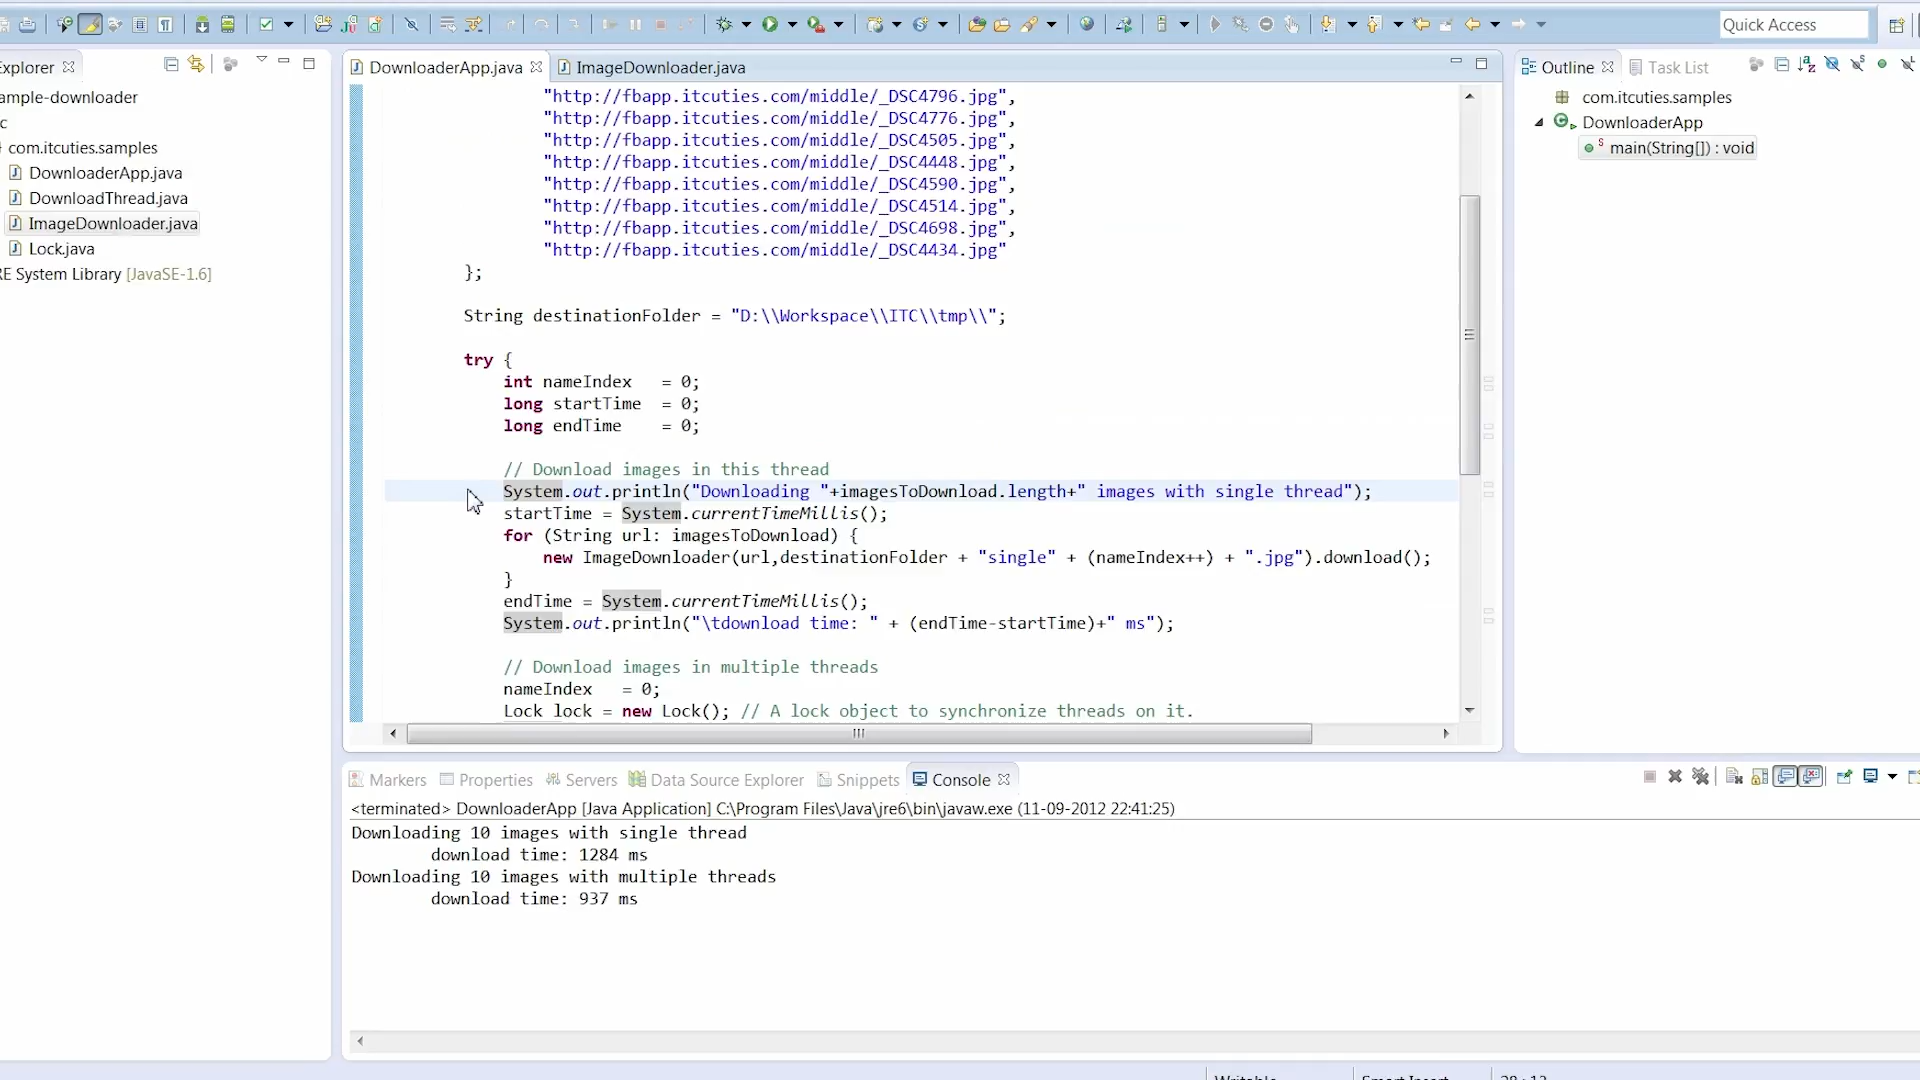 Quick Access
Explorer
ample-downloader
c
com.itcuties.samples
DownloaderApp.java
DownloadThread.java
ImageDownloader.java
Lock.java
RE System Library [JavaSE-1.6]
DownloaderApp.java
ImageDownloader.java
"http://fbapp.itcuties.com/middle/_DSC4796.jpg",
"http://fbapp.itcuties.com/middle/_DSC4776.jpg",
"http://fbapp.itcuties.com/middle/_DSC4505.jpg",
"http://fbapp.itcuties.com/middle/_DSC4448.jpg",
"http://fbapp.itcuties.com/middle/_DSC4590.jpg",
"http://fbapp.itcuties.com/middle/_DSC4514.jpg",
"http://fbapp.itcuties.com/middle/_DSC4698.jpg",
"http://fbapp.itcuties.com/middle/_DSC4434.jpg"
};
String destinationFolder = "D:\\Workspace\\ITC\\tmp\\";
try {
int nameIndex = 0;
long startTime = 0;
long endTime = 0;
// Download images in this thread
System.out.println("Downloading "+imagesToDownload.length+" images with single thread");
startTime = System.currentTimeMillis();
for (String url: imagesToDownload) {
new ImageDownloader(url,destinationFolder + "single" + (nameIndex++) + ".jpg").download();
}
endTime = System.currentTimeMillis();
System.out.println("\tdownload time: " + (endTime-startTime)+" ms");
// Download images in multiple threads
nameIndex = 0;
Lock lock = new Lock(); // A lock object to synchronize threads on it.
Outline
Task List
com.itcuties.samples
DownloaderApp
main(String[]) : void
Markers
Properties
Servers
Data Source Explorer
Snippets
Console
<terminated> DownloaderApp [Java Application] C:\Program Files\Java\jre6\bin\javaw.exe (11-09-2012 22:41:25)
Downloading 10 images with single thread
download time: 1284 ms
Downloading 10 images with multiple threads
download time: 937 ms
Writable
Smart Insert